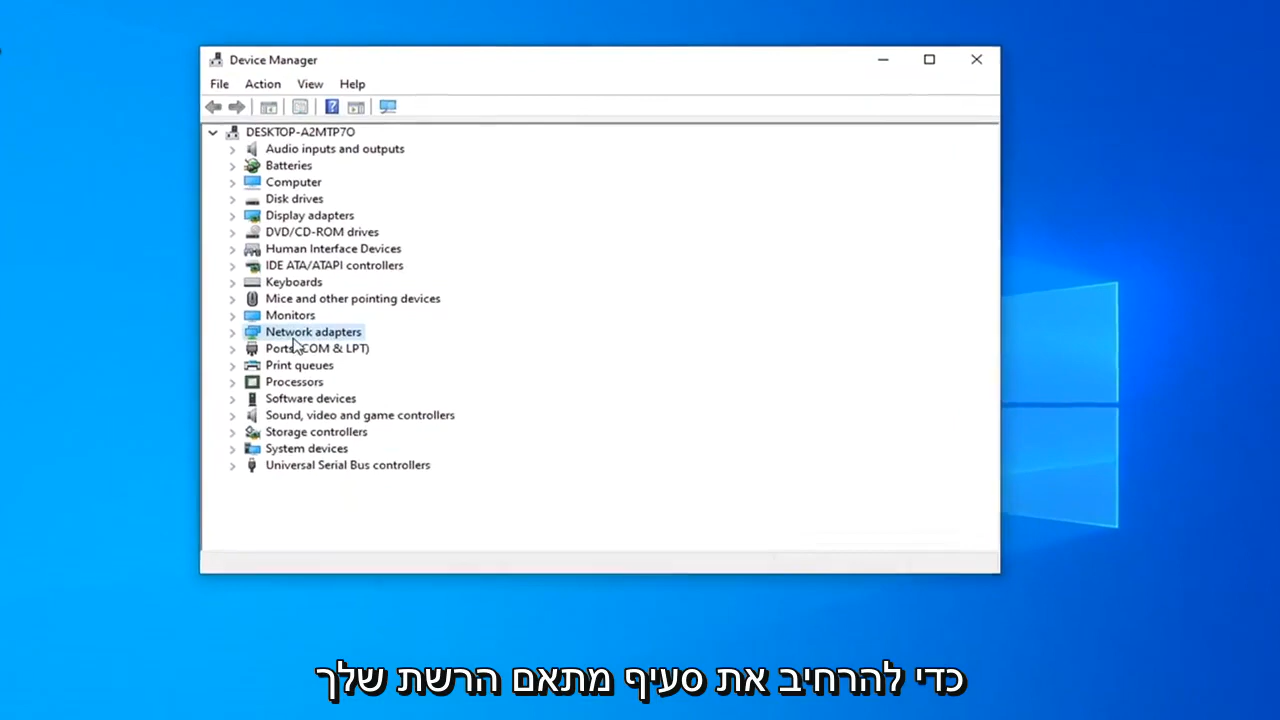 Device Manager
File Action View Help
DESKTOP-A2MTP7O
Audio inputs and outputs
Batteries
Computer
Disk drives
Display adapters
DVD/CD-ROM drives
Human Interface Devices
IDE ATA/ATAPI controllers
Keyboards
Mice and other pointing devices
Monitors
Network adapters
Ports (COM & LPT)
Print queues
Processors
Software devices
Sound, video and game controllers
Storage controllers
System devices
Universal Serial Bus controllers
כדי להרחיב את סעיף מתאם הרשת שלך